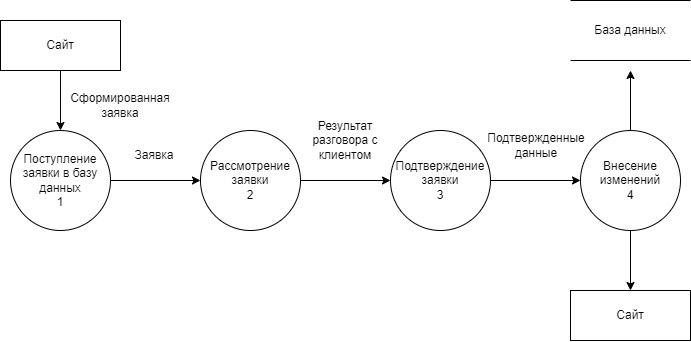 Сайт
База данных
Сформированная
заявка
Поступление
заявки в базу
данных
1
Заявка
Рассмотрение
заявки
2
Результат
разговора с
клиентом
Подтверждение
заявки
3
Подтвержденные
данные
Внесение
изменений
4
Сайт